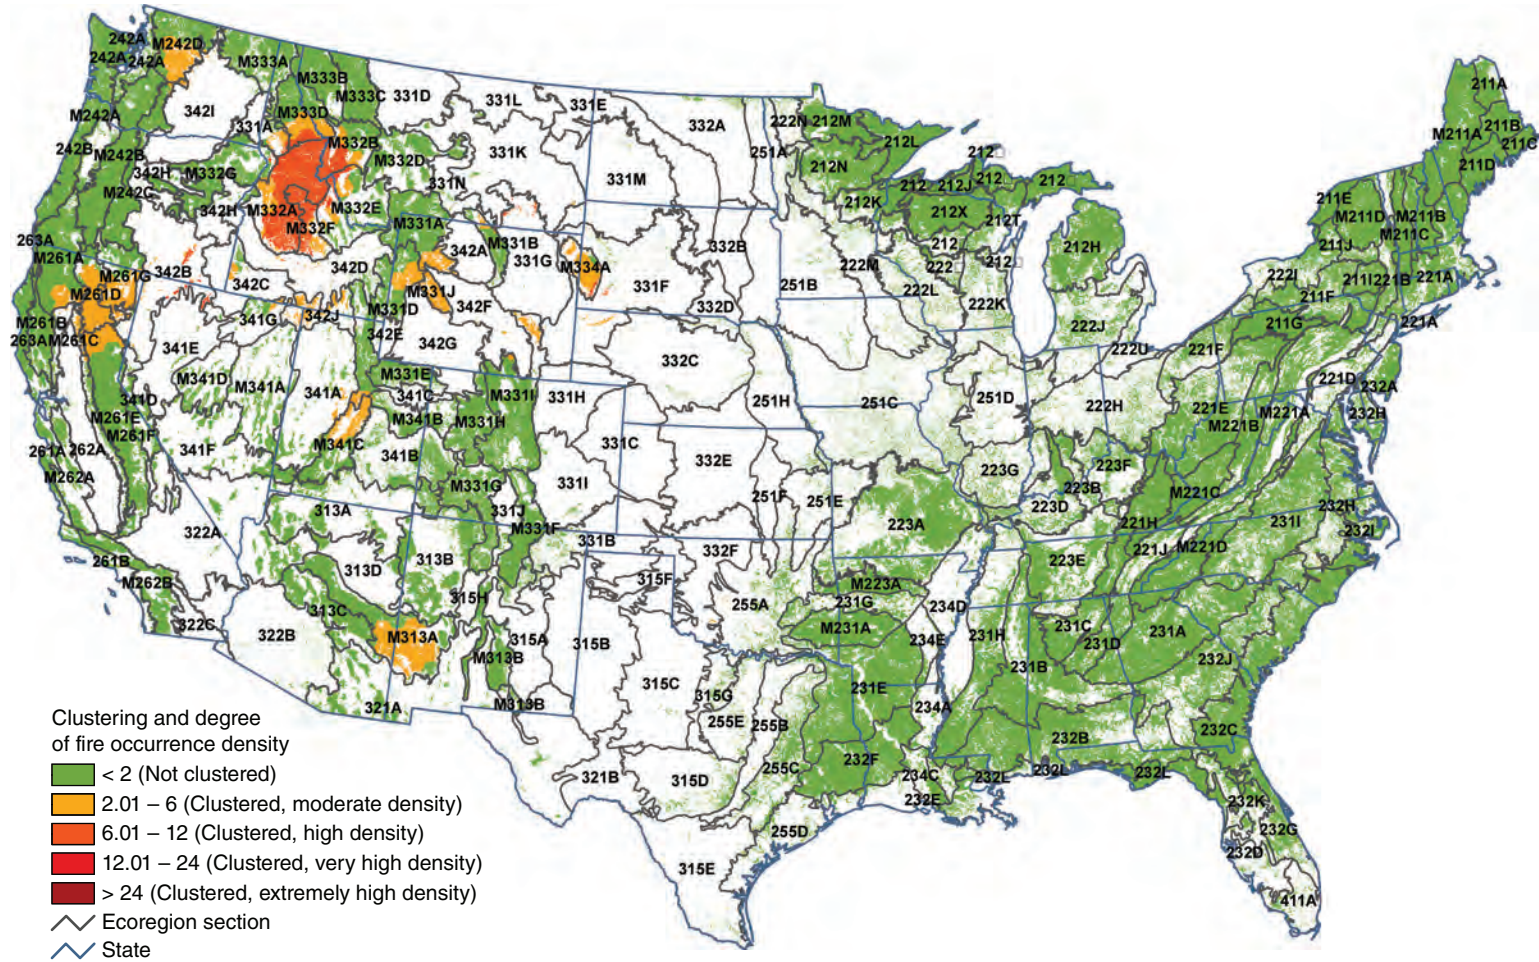 242A
M242D
242A
242A
M333A
M333B
M333C
331D
331L
331E
332A
222N
212M
212L
211A
342I
M333D
M242A
331A
M332B
M332D
331K
251A
212N
212
M211A
211B
211C
242B
M242B
342H
M332G
331N
331M
212
212J
212
212
211D
M242C
342H
M332A
M332E
M331A
212K
212X
212T
211E
M211D
M211B
M332F
263A
M261A
342A
M331B
331G
332B
212
212H
M211C
211J
M261G
342B
342D
M334A
222M
222
212
222I
211I
221B
221A
M261D
342C
M331J
331F
251B
222L
222K
211F
M261B
341G
342J
M331D
342F
332D
222J
211G
221A
263A
M261C
341E
342E
342G
332C
222U
221F
M341D
M341A
341A
M331E
341C
M331I
331H
251H
251C
251D
222H
221D
232A
341D
M261E
M341B
M331H
221E
M221A
232H
M261F
M221B
261A
262A
341F
M341C
341B
331C
332E
223G
223F
M262A
M331G
331I
251F
251E
223B
M221C
313A
331J
M331F
223A
223D
221H
231I
232H
322A
331B
332F
232I
261B
313D
313B
223E
221J
M221D
M262B
315F
M223A
313C
315H
255A
231G
234D
322C
322B
M313A
315A
315B
M231A
234E
231H
231C
231D
231A
M313B
231B
232J
315C
315G
231E
321A
M313B
255E
255B
234A
232B
232C
Clustering and degree
of fire occurrence density
321B
315D
255C
232F
234C
232E
232L
232L
232L
< 2 (Not clustered)
2.01 – 6 (Clustered, moderate density)
232K
6.01 – 12 (Clustered, high density)
255D
232G
12.01 – 24 (Clustered, very high density)
315E
232D
> 24 (Clustered, extremely high density)
411A
Ecoregion section
State